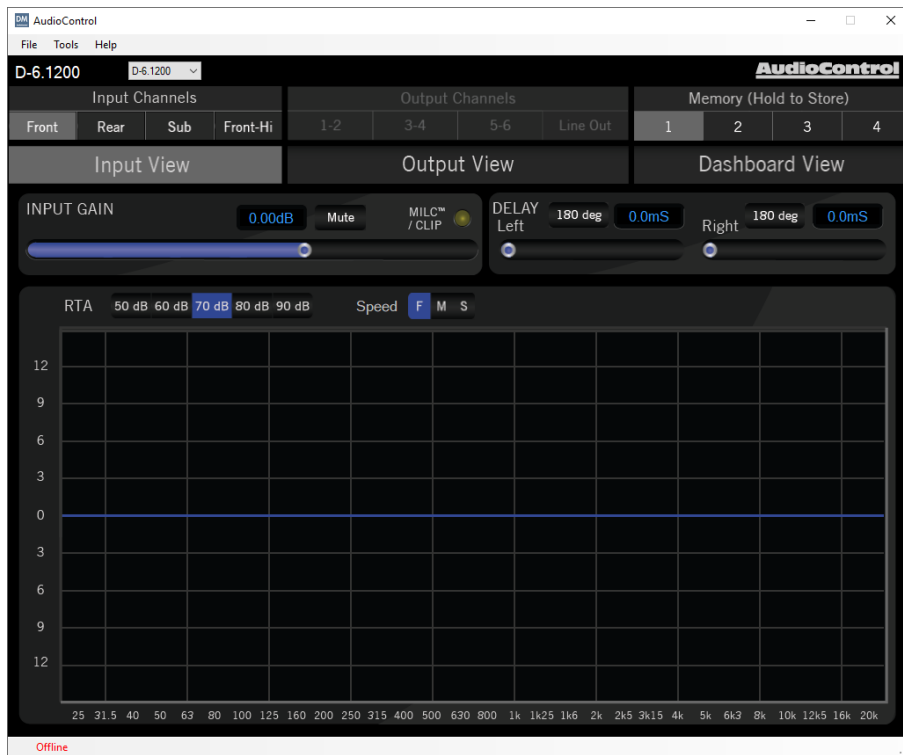 DM AudioControl
File Tools Help
D-6.1200 D-6.1200 AudioControl
Input Channels Output Channels Memory (Hold to Store)
Front Rear Sub Front-Hi 1-2 3-4 5-6 Line Out 1 2 3 4
Input View Output View Dashboard View
INPUT GAIN 0.00dB Mute MILC™ / CLIP DELAY Left 180 deg 0.0mS Right 180 deg 0.0mS
RTA 50 dB 60 dB 70 dB 80 dB 90 dB Speed F M S
12
9
6
3
0
3
6
9
12
25 31.5 40 50 63 80 100 125 160 200 250 315 400 500 630 800 1k 1k25 1k6 2k 2k5 3k15 4k 5k 6k3 8k 10k 12k5 16k 20k
Offline